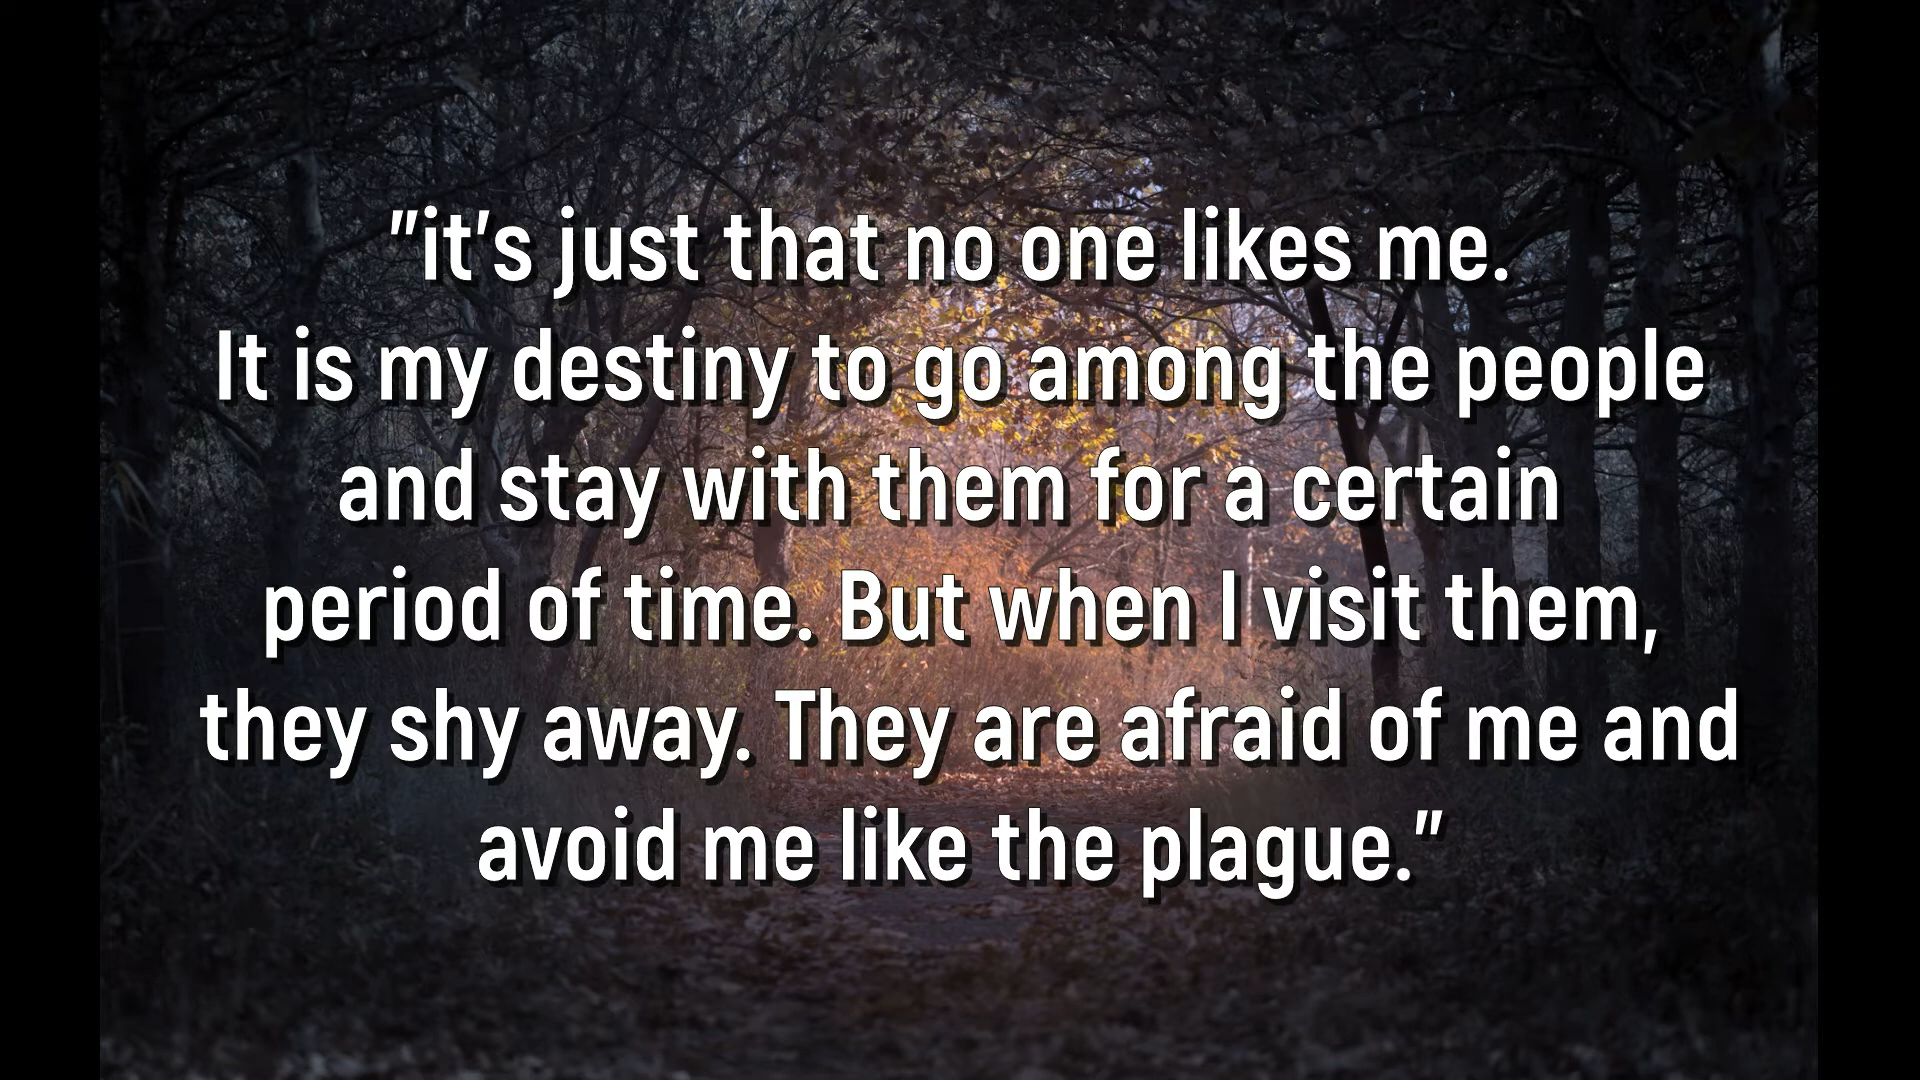 "it's just that no one likes me.
It is my destiny to go among the people
and stay with them for a certain
period of time. But when I visit them,
they shy away. They are afraid of me and
avoid me like the plague."